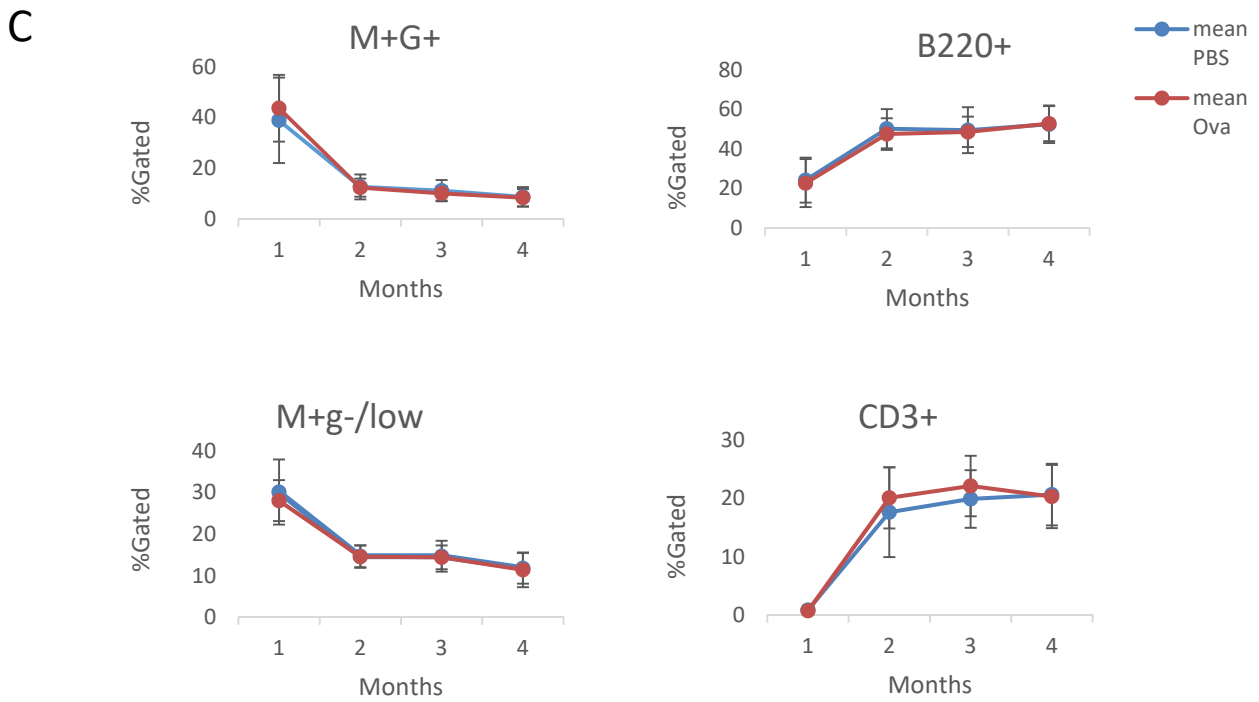 C
M+G+
60
40
20
0
%Gated
1 2 3 4
Months
B220+
80
60
40
20
0
%Gated
1 2 3 4
Months
mean
PBS
mean
Ova
M+g-/low
40
30
20
10
0
%Gated
1 2 3 4
Months
CD3+
30
20
10
0
%Gated
1 2 3 4
Months